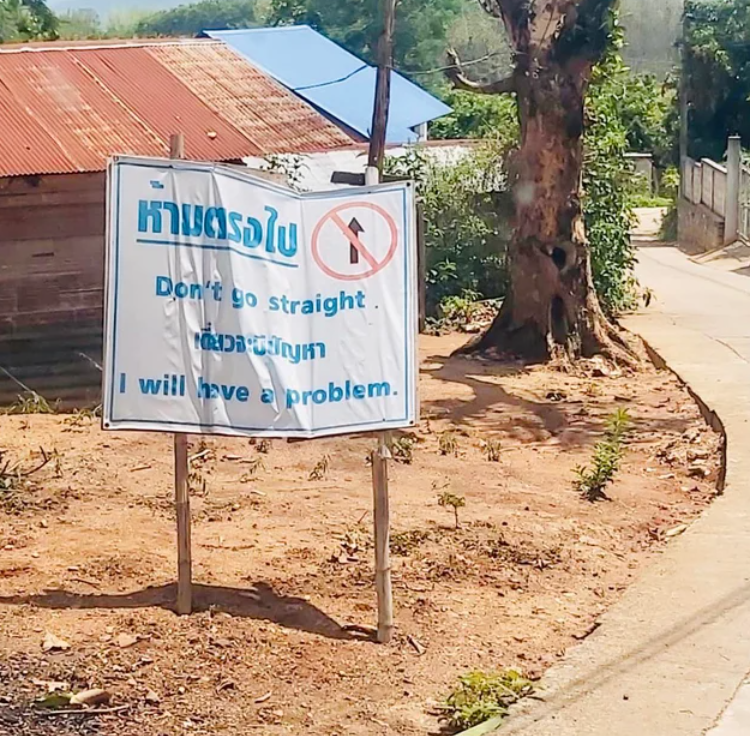 ห้ามตรงไป
Don't go straight .
เดี๋ยวจะมีปัญหา
I will have a problem.